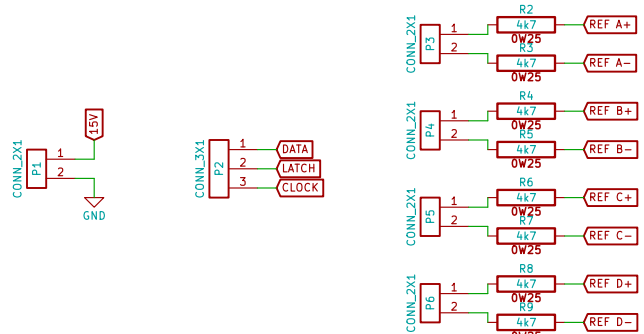 CONN_2X1
P1
1
2
15V
GND
CONN_3X1
P2
1
2
3
DATA
LATCH
CLOCK
CONN_2X1
P3
1
2
R2
4k7
0W25
REF A+
R3
4k7
0W25
REF A-
CONN_2X1
P4
1
2
R4
4k7
0W25
REF B+
R5
4k7
0W25
REF B-
CONN_2X1
P5
1
2
R6
4k7
0W25
REF C+
R7
4k7
0W25
REF C-
CONN_2X1
P6
1
2
R8
4k7
0W25
REF D+
R9
4k7
0W25
REF D-